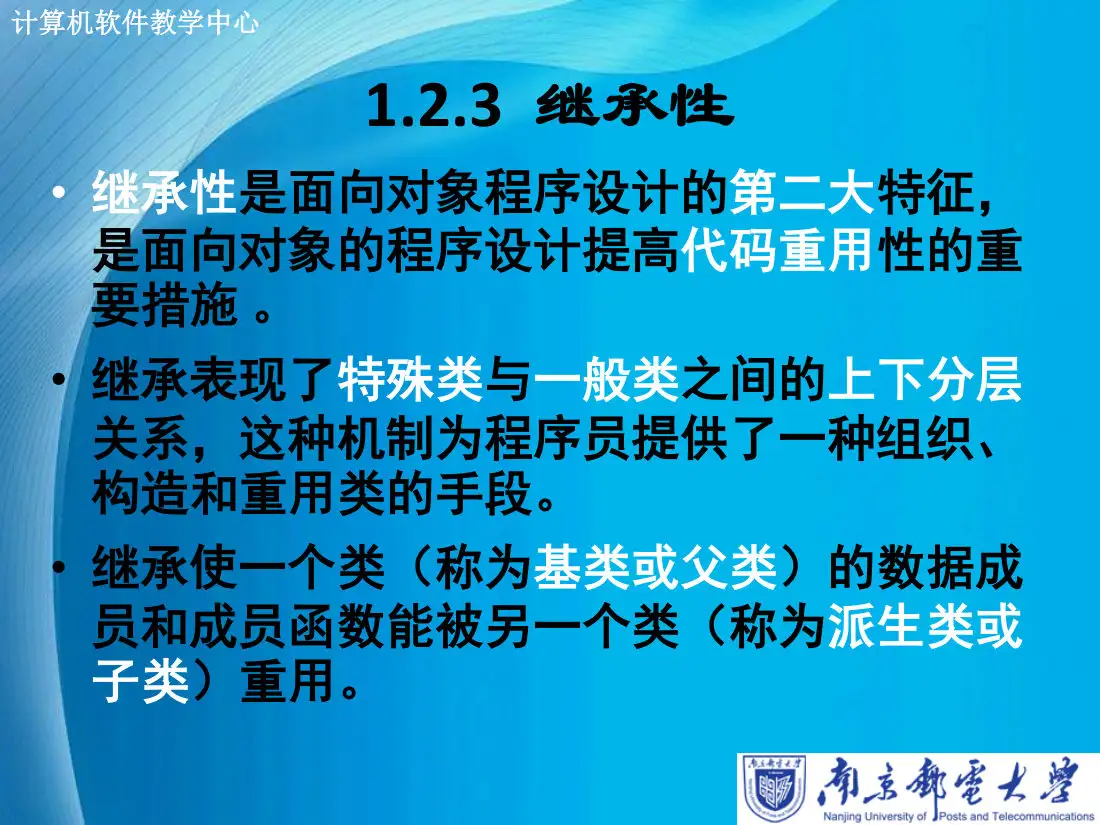 计算机软件教学中心
1.2.3 继承性
• 继承性是面向对象程序设计的第二大特征，
是面向对象的程序设计提高代码重用性的重
要措施 。
• 继承表现了特殊类与一般类之间的上下分层
关系，这种机制为程序员提供了一种组织、
构造和重用类的手段。
• 继承使一个类（称为基类或父类）的数据成
员和成员函数能被另一个类（称为派生类或
子类）重用。
南京郵電大學
Nanjing University of Posts and Telecommunications